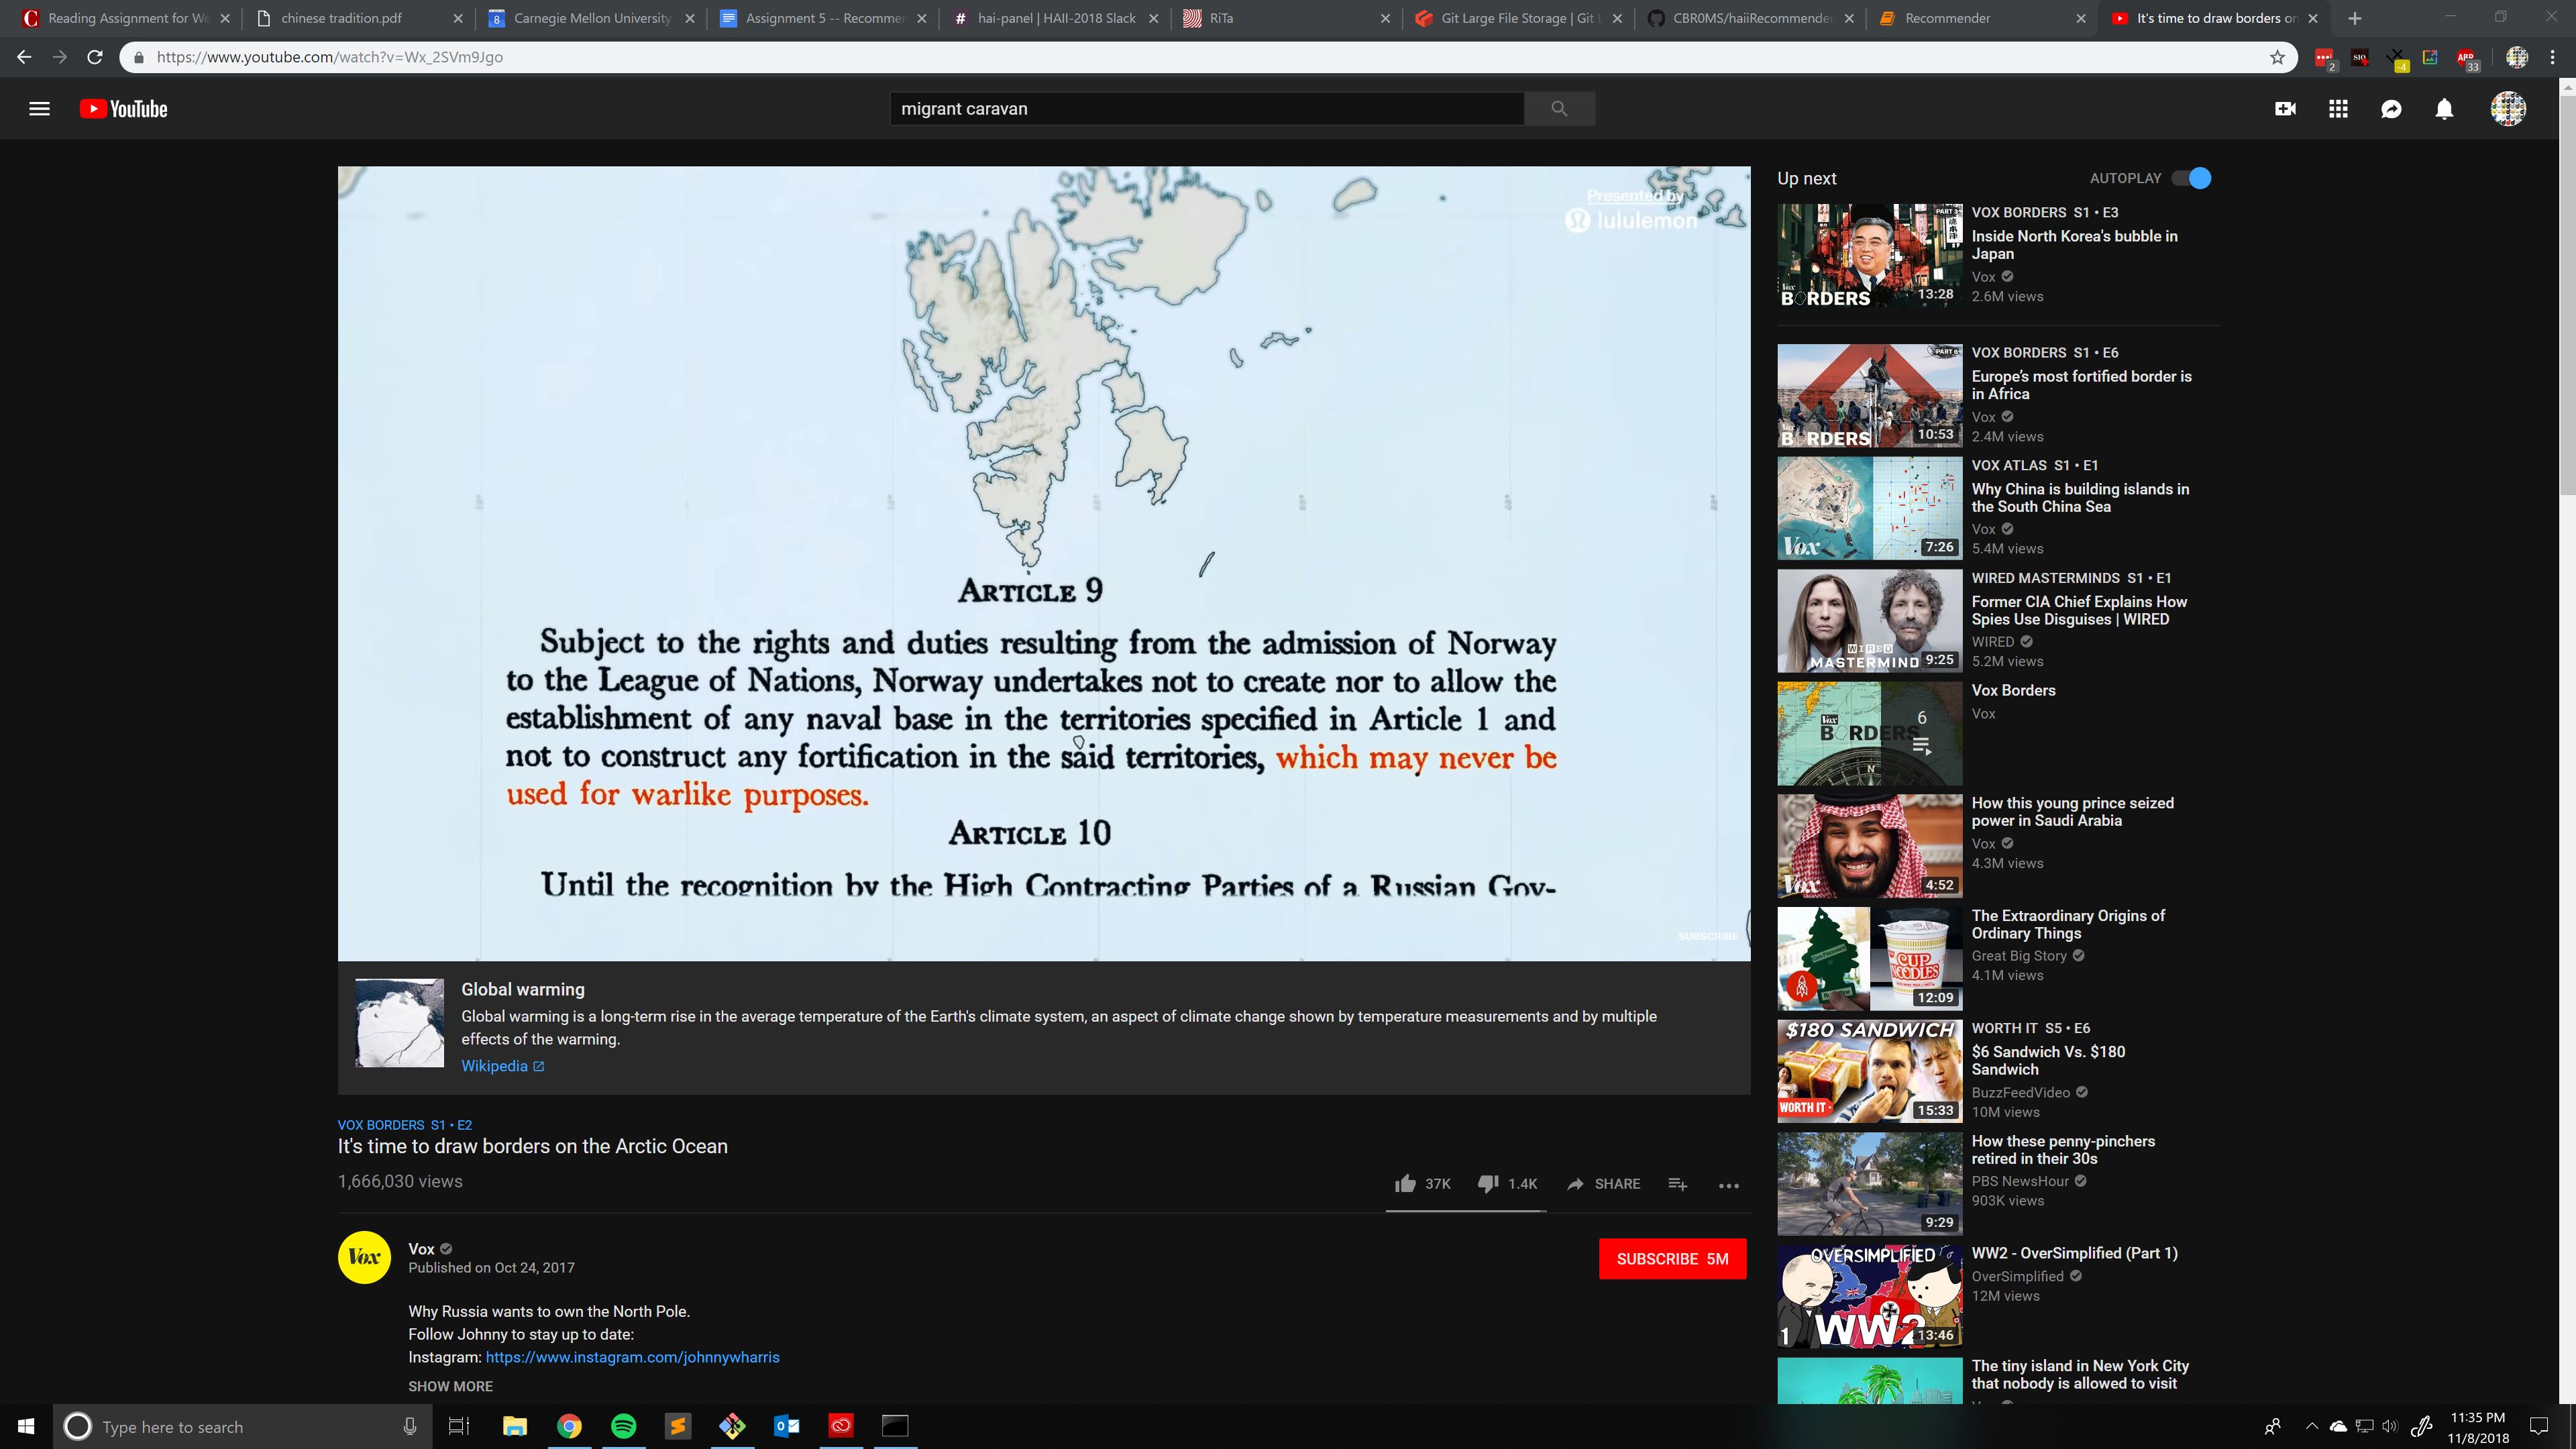 Reading Assignment for We
chinese tradition.pdf
Carnegie Mellon University
Assignment 5 -- Recommen
hai-panel | HAII-2018 Slack
RiTa
Git Large File Storage | Git L
CBR0MS/haiiRecommender
Recommender
It's time to draw borders on
https://www.youtube.com/watch?v=Wx_2SVm9Jgo
2
-4
ABP
33
YouTube
migrant caravan
Presented by
lululemon
ARTICLE 9
Subject to the rights and duties resulting from the admission of Norway
to the League of Nations, Norway undertakes not to create nor to allow the
establishment of any naval base in the territories specified in Article 1 and
not to construct any fortification in the said territories, which may never be
used for warlike purposes.
ARTICLE 10
Until the recognition by the High Contracting Parties of a Russian Gov-
SUBSCRIBE
Global warming
Global warming is a long-term rise in the average temperature of the Earth's climate system, an aspect of climate change shown by temperature measurements and by multiple
effects of the warming.
Wikipedia
VOX BORDERS S1 • E2
It's time to draw borders on the Arctic Ocean
1,666,030 views
37K
1.4K
SHARE
Vox
Vox
Published on Oct 24, 2017
SUBSCRIBE 5M
Why Russia wants to own the North Pole.
Follow Johnny to stay up to date:
Instagram: https://www.instagram.com/johnnywharris
SHOW MORE
Up next
AUTOPLAY
PART 3
Vox
BORDERS
13:28
VOX BORDERS S1 • E3
Inside North Korea's bubble in
Japan
Vox
2.6M views
PART 6
BORDERS
10:53
VOX BORDERS S1 • E6
Europe's most fortified border is
in Africa
Vox
2.4M views
Vox
7:26
VOX ATLAS S1 • E1
Why China is building islands in
the South China Sea
Vox
5.4M views
WIRED
MASTERMIND
9:25
WIRED MASTERMINDS S1 • E1
Former CIA Chief Explains How
Spies Use Disguises | WIRED
WIRED
5.2M views
Vox
BORDERS
6
N
Vox Borders
Vox
Vox
4:52
How this young prince seized
power in Saudi Arabia
Vox
4.3M views
CUP
NOODLES
12:09
The Extraordinary Origins of
Ordinary Things
Great Big Story
4.1M views
$180 SANDWICH
WORTH IT
15:33
WORTH IT S5 • E6
$6 Sandwich Vs. $180
Sandwich
BuzzFeedVideo
10M views
9:29
How these penny-pinchers
retired in their 30s
PBS NewsHour
903K views
OVERSIMPLIFIED
1
WW2
13:46
WW2 - OverSimplified (Part 1)
OverSimplified
12M views
The tiny island in New York City
that nobody is allowed to visit
Type here to search
11:35 PM
11/8/2018